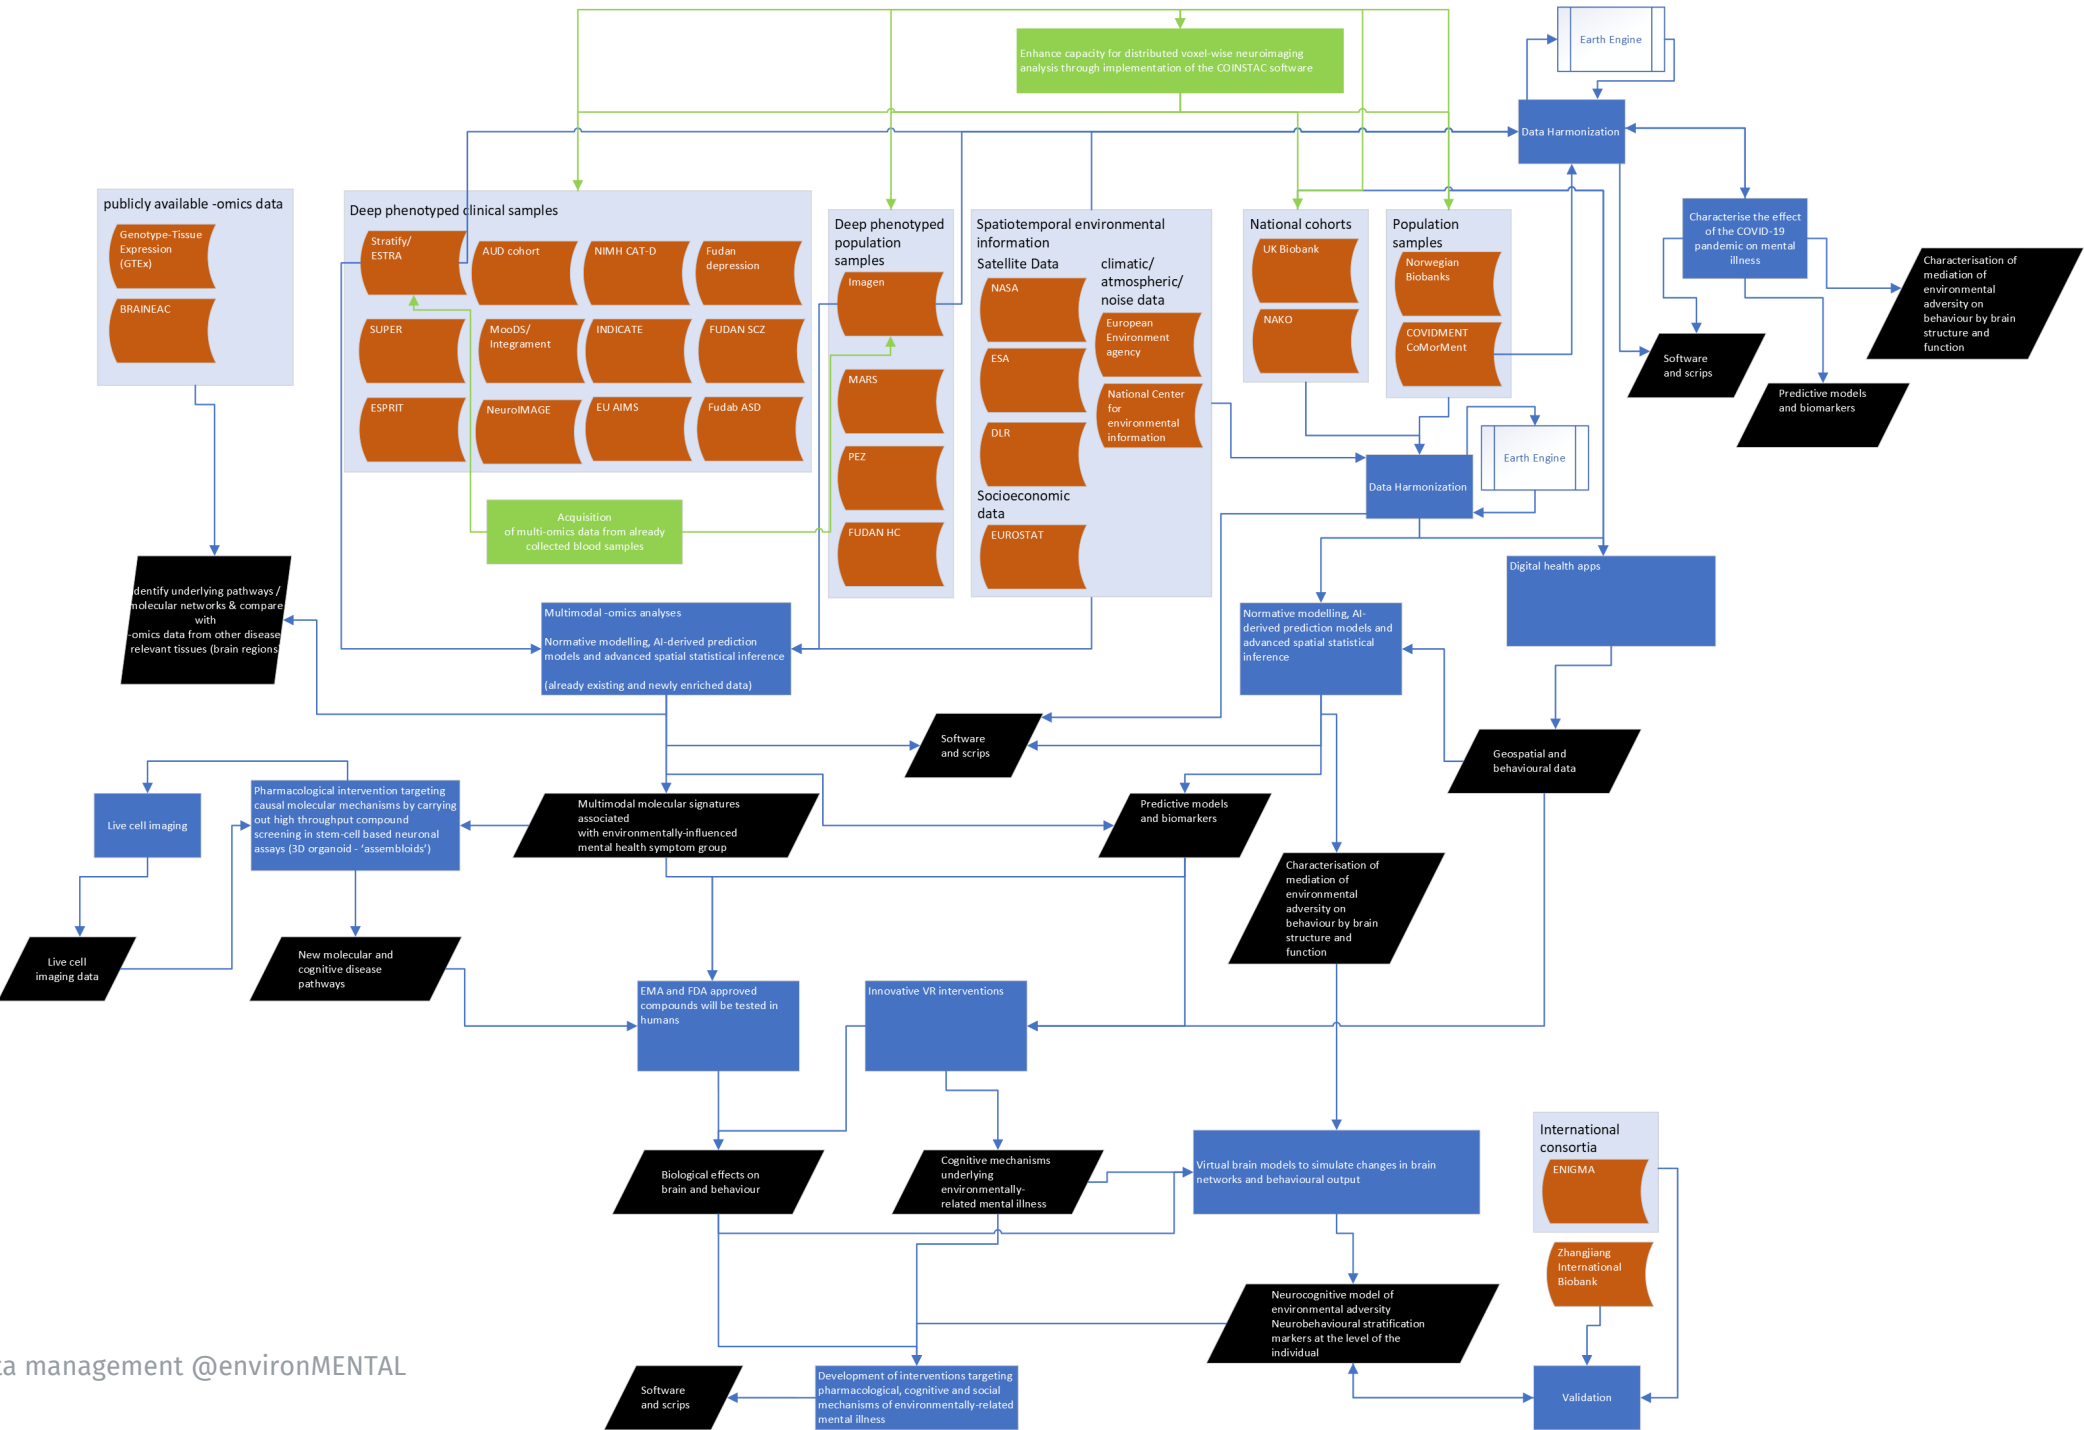 Enhance capacity for distributed voxel-wise neuroimaging
analysis through implementation of the COINSTAC software
Earth Engine
Data Harmonization
publicly available -omics data
Genotype-Tissue
Expression
(GTEx)
BRAINEAC
Deep phenotyped clinical samples
Stratify/
ESTRA
AUD cohort
NIMH CAT-D
Fudan
depression
SUPER
MooDS/
Integrament
INDICATE
FUDAN SCZ
ESPRIT
NeuroIMAGE
EU AIMS
Fudab ASD
Acquisition
of multi-omics data from already
collected blood samples
Deep phenotyped
population
samples
Imagen
MARS
PEZ
FUDAN HC
Spatiotemporal environmental
information
Satellite Data
NASA
ESA
DLR
climatic/
atmospheric/
noise data
European
Environment
agency
National Center
for
environmental
information
Socioeconomic
data
EUROSTAT
National cohorts
UK Biobank
NAKO
Population
samples
Norwegian
Biobanks
COVIDMENT
CoMorMent
Characterise the effect
of the COVID-19
pandemic on mental
illness
Characterisation of
mediation of
environmental
adversity on
behaviour by brain
structure and
function
Software
and scrips
Predictive models
and biomarkers
Data Harmonization
Earth Engine
Digital health apps
dentify underlying pathways /
molecular networks & compare
with
-omics data from other disease
relevant tissues (brain regions
Multimodal -omics analyses
Normative modelling, AI-derived prediction
models and advanced spatial statistical inference
(already existing and newly enriched data)
Normative modelling, AI-
derived prediction models and
advanced spatial statistical
inference
Software
and scrips
Geospatial and
behavioural data
Live cell imaging
Pharmacological intervention targeting
causal molecular mechanisms by carrying
out high throughput compound
screening in stem-cell based neuronal
assays (3D organoid - ‘assembloids’)
Multimodal molecular signatures
associated
with environmentally-influenced
mental health symptom group
Predictive models
and biomarkers
Characterisation of
mediation of
environmental
adversity on
behaviour by brain
structure and
function
Live cell
imaging data
New molecular and
cognitive disease
pathways
EMA and FDA approved
compounds will be tested in
humans
Innovative VR interventions
Biological effects on
brain and behaviour
Cognitive mechanisms
underlying
environmentally-
related mental illness
Virtual brain models to simulate changes in brain
networks and behavioural output
International
consortia
ENIGMA
Zhangjiang
International
Biobank
Neurocognitive model of
environmental adversity
Neurobehavioural stratification
markers at the level of the
individual
Validation
Software
and scrips
Development of interventions targeting
pharmacological, cognitive and social
mechanisms of environmentally-related
mental illness
ta management @environMENTAL